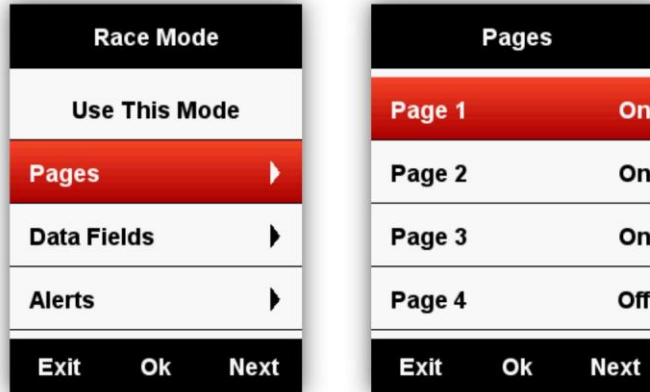 Race Mode
Use This Mode
Pages
Data Fields
Alerts
Exit Ok Next
Pages
Page 1 On
Page 2 On
Page 3 On
Page 4 Off
Exit Ok Next